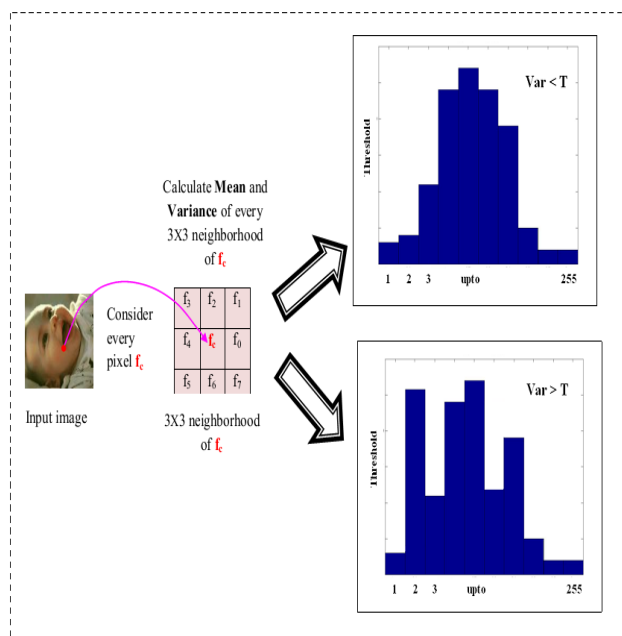 Calculate Mean and
Variance of every
3X3 neighborhood
of fc
Input image
Consider
every
pixel fc
f3 f2 f1
f4 fc f0
f5 f6 f7
3X3 neighborhood
of fc
Var < T
Threshold
1 2 3 upto 255
Var > T
Threshold
1 2 3 upto 255